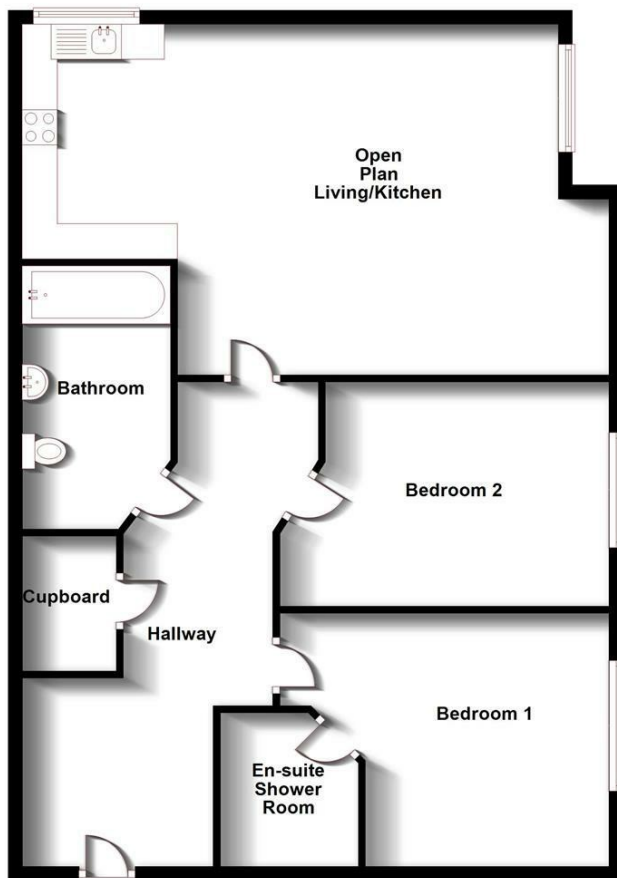 Open
Plan
Living/Kitchen
Bathroom
Bedroom 2
Cupboard
Hallway
Bedroom 1
En-suite
Shower
Room